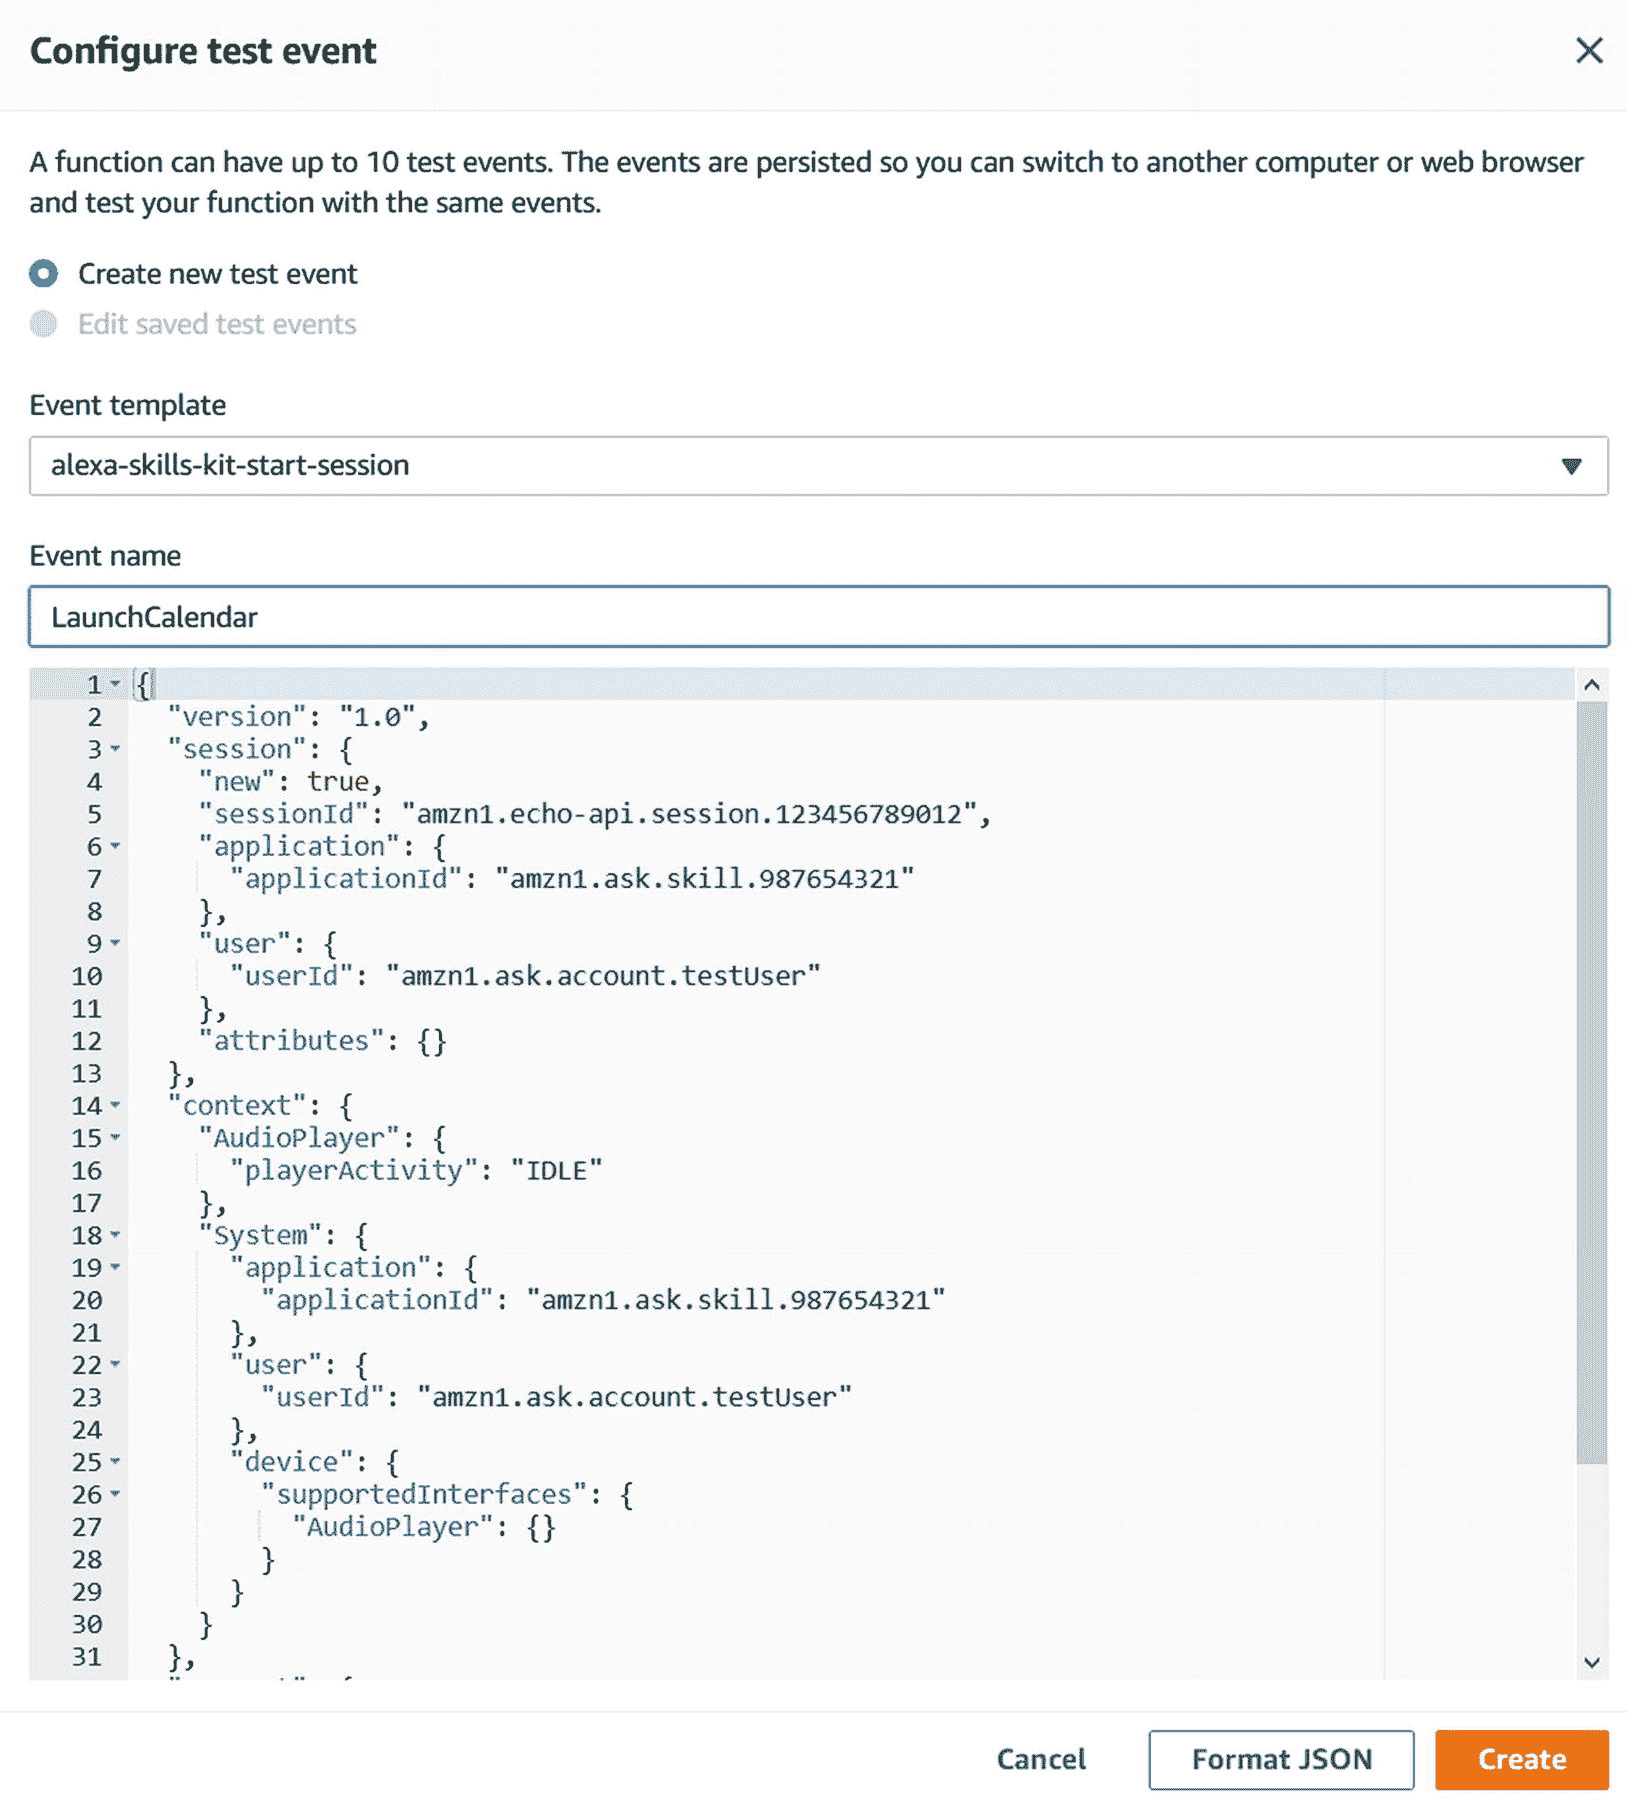 Configure test event
A function can have up to 10 test events. The events are persisted so you can switch to another computer or web browser
and test your function with the same events.
Create new test event
Edit saved test events
Event template
alexa-skills-kit-start-session
Event name
LaunchCalendar
1 {
2 "version": "1.0",
3 "session": {
4 "new": true,
5 "sessionId": "amzn1.echo-api.session.123456789012",
6 "application": {
7 "applicationId": "amzn1.ask.skill.987654321"
8 },
9 "user": {
10 "userId": "amzn1.ask.account.testUser"
11 },
12 "attributes": {}
13 },
14 "context": {
15 "AudioPlayer": {
16 "playerActivity": "IDLE"
17 },
18 "System": {
19 "application": {
20 "applicationId": "amzn1.ask.skill.987654321"
21 },
22 "user": {
23 "userId": "amzn1.ask.account.testUser"
24 },
25 "device": {
26 "supportedInterfaces": {
27 "AudioPlayer": {}
28 }
29 }
30 }
31 },
Cancel
Format JSON
Create